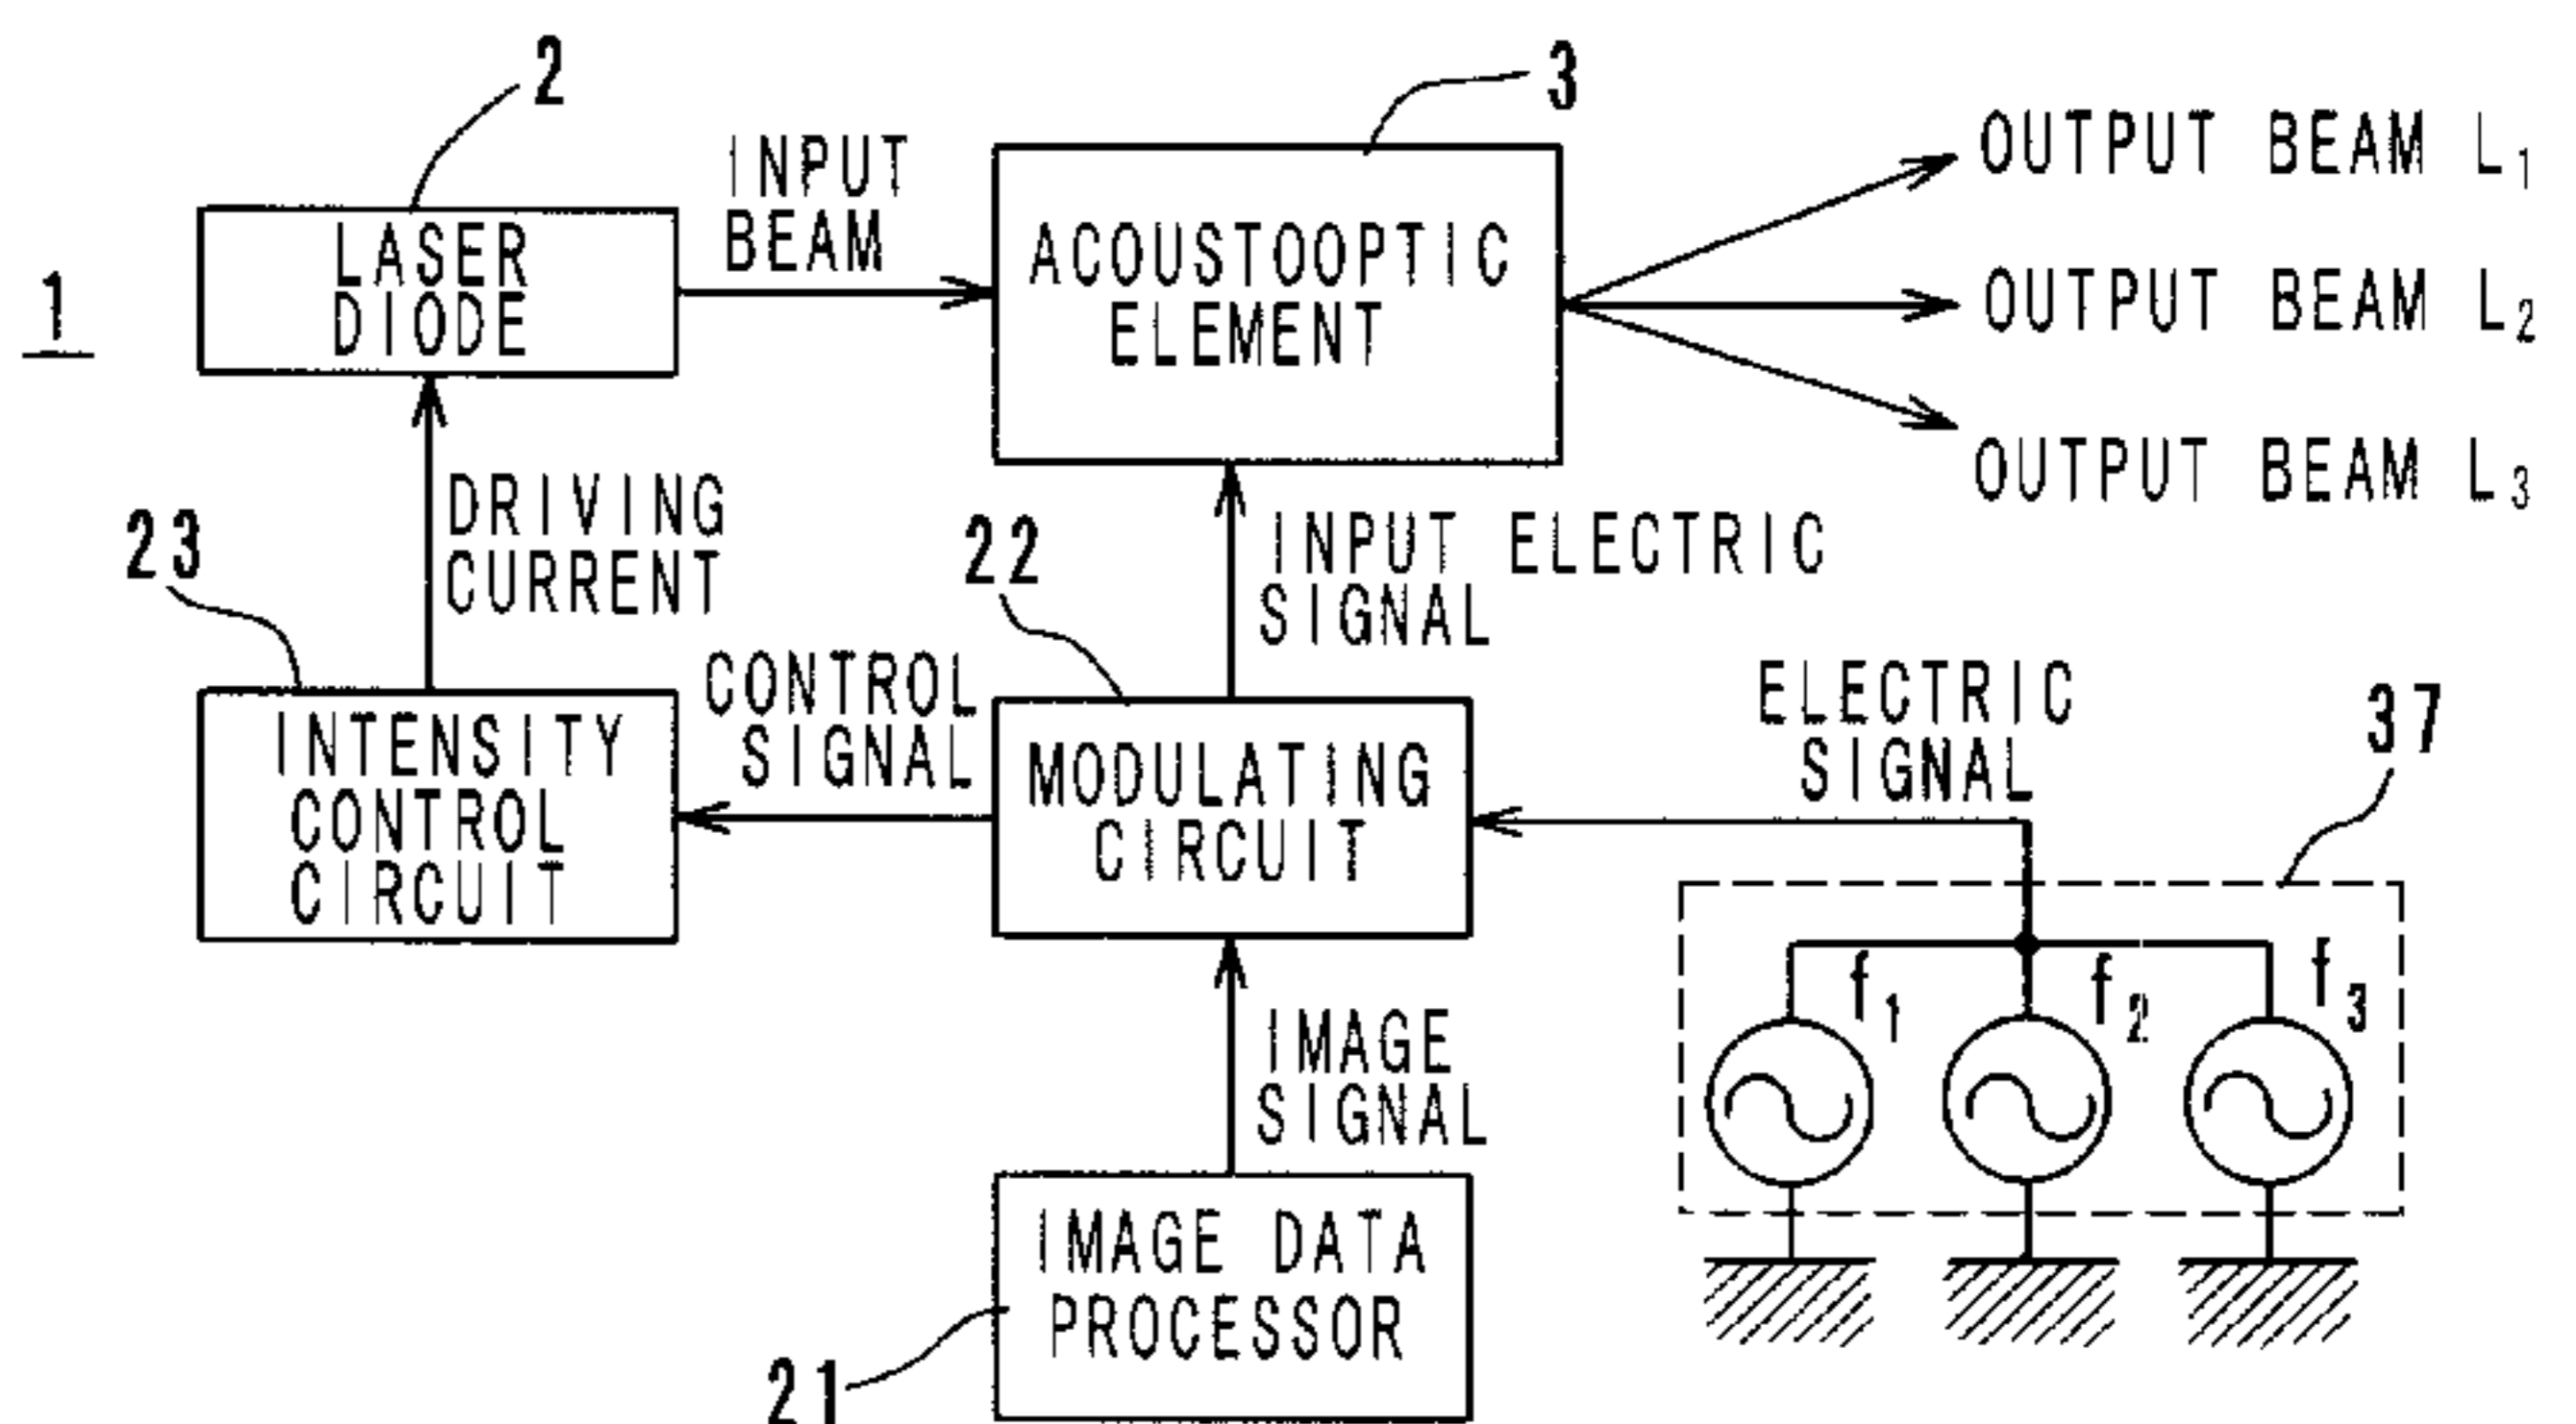 2
3
1
LASER
DIODE
INPUT
BEAM
ACOUSTOOPTIC
ELEMENT
OUTPUT BEAM L₁
OUTPUT BEAM L₂
OUTPUT BEAM L₃
DRIVING
CURRENT
INPUT ELECTRIC
SIGNAL
23
22
37
INTENSITY
CONTROL
CIRCUIT
CONTROL
SIGNAL
MODULATING
CIRCUIT
ELECTRIC
SIGNAL
f₁
f₂
f₃
IMAGE
SIGNAL
IMAGE DATA
PROCESSOR
21